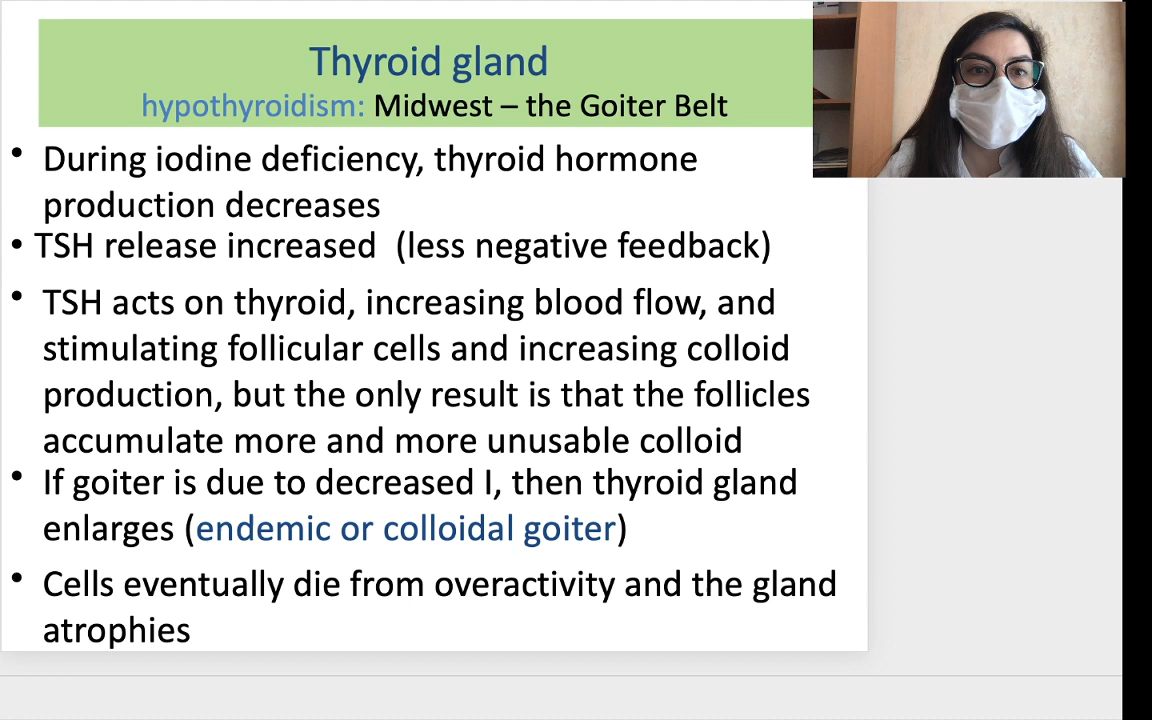 Thyroid gland
hypothyroidism: Midwest – the Goiter Belt
• During iodine deficiency, thyroid hormone
production decreases
• TSH release increased (less negative feedback)
• TSH acts on thyroid, increasing blood flow, and
stimulating follicular cells and increasing colloid
production, but the only result is that the follicles
accumulate more and more unusable colloid
• If goiter is due to decreased I, then thyroid gland
enlarges (endemic or colloidal goiter)
• Cells eventually die from overactivity and the gland
atrophies